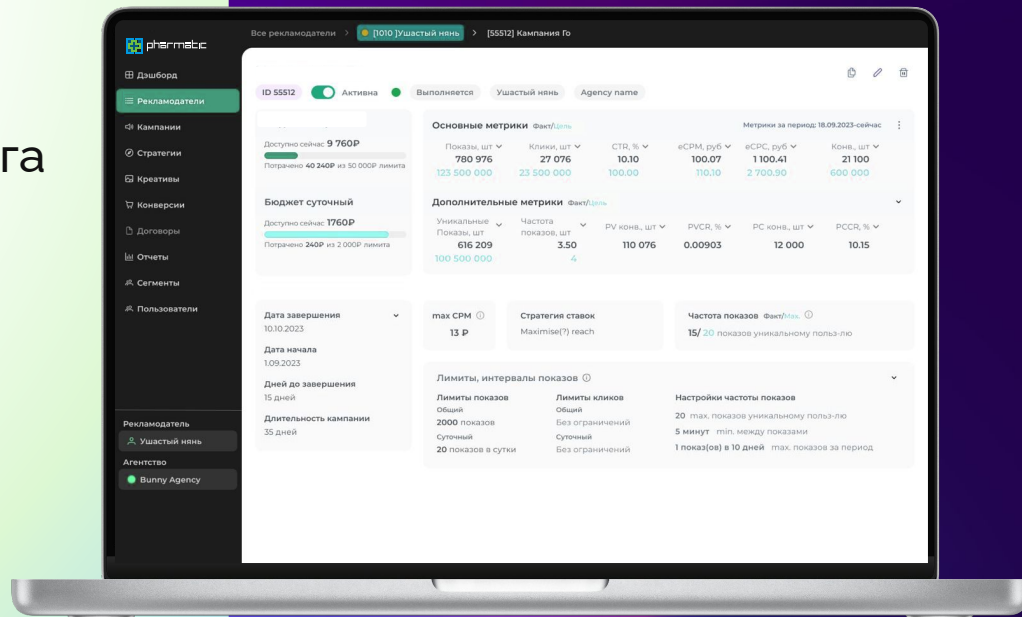 га
pharmatic
Все рекламодатели > [1010 ]Ушастый нянь > [55512] Кампания Го
Дэшборд
Рекламодатели
Кампании
Стратегии
Креативы
Конверсии
Договоры
Отчеты
Сегменты
Пользователи
Рекламодатель
Ушастый нянь
Агентство
Bunny Agency
ID 55512 Активна Выполняется Ушастый нянь Agency name
Доступно сейчас 9 760₽
Потрачено 40 240₽ из 50 000₽ лимита
Бюджет суточный
Доступно сейчас 1760₽
Потрачено 240₽ из 2 000₽ лимита
Основные метрики Факт/Цель Метрики за период: 18.09.2023-сейчас
Показы, шт Клики, шт CTR, % eCPM, руб eCPC, руб Конв., шт
780 976 27 076 10.10 100.07 1 100.41 21 100
123 500 000 23 500 000 100.00 110.10 2 700.90 600 000
Дополнительные метрики Факт/Цель
Уникальные Показы, шт Частота показов, шт PV конв., шт PVCR, % PC конв., шт PCCR, %
616 209 3.50 110 076 0.00903 12 000 10.15
100 500 000 4
Дата завершения
10.10.2023
Дата начала
1.09.2023
Дней до завершения
15 дней
Длительность кампании
35 дней
max CPM
13 ₽
Стратегия ставок
Maximise(?) reach
Частота показов Факт/Max.
15/ 20 показов уникальному польз-лю
Лимиты, интервалы показов
Лимиты показов
Общий
2000 показов
Суточный
20 показов в сутки
Лимиты кликов
Общий
Без ограничений
Суточный
Без ограничений
Настройки частоты показов
20 max. показов уникальному польз-лю
5 минут min. между показами
1 показ(ов) в 10 дней max. показов за период